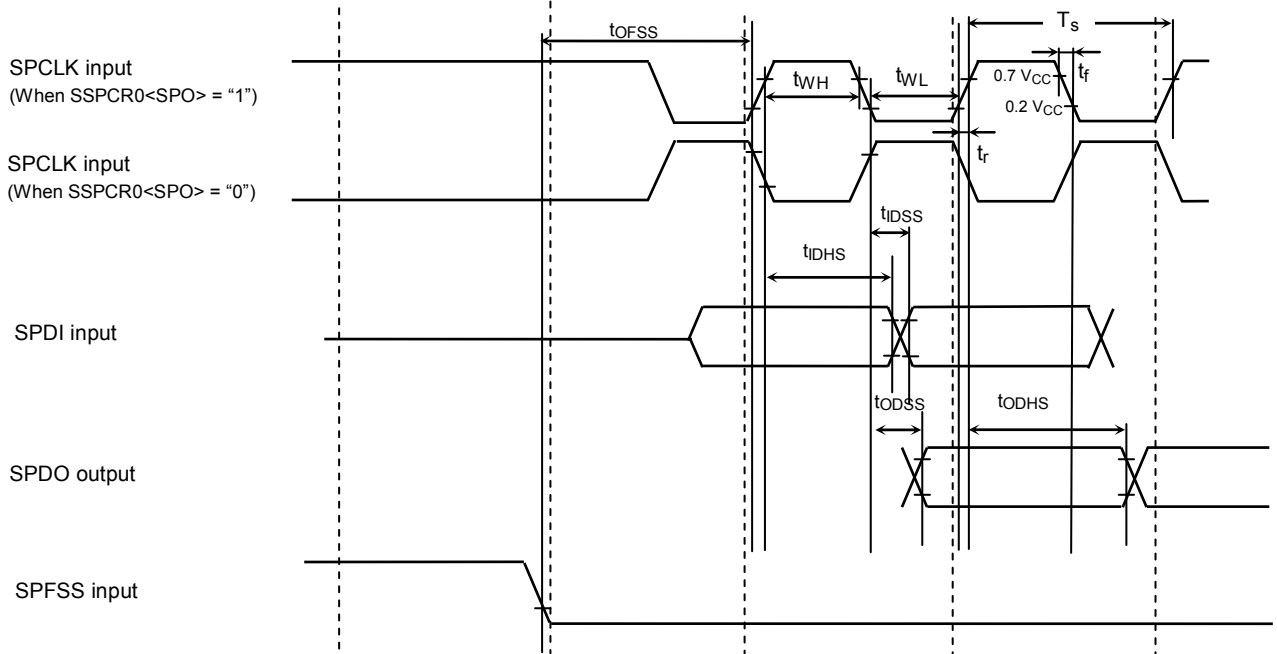 tOFSS
Ts
SPCLK input
(When SSPCR0<SPO> = “1”)
tWH
tWL
0.7 VCC
tf
0.2 VCC
SPCLK input
(When SSPCR0<SPO> = “0”)
tr
tIDSS
tIDHS
SPDI input
tODSS
tODHS
SPDO output
SPFSS input